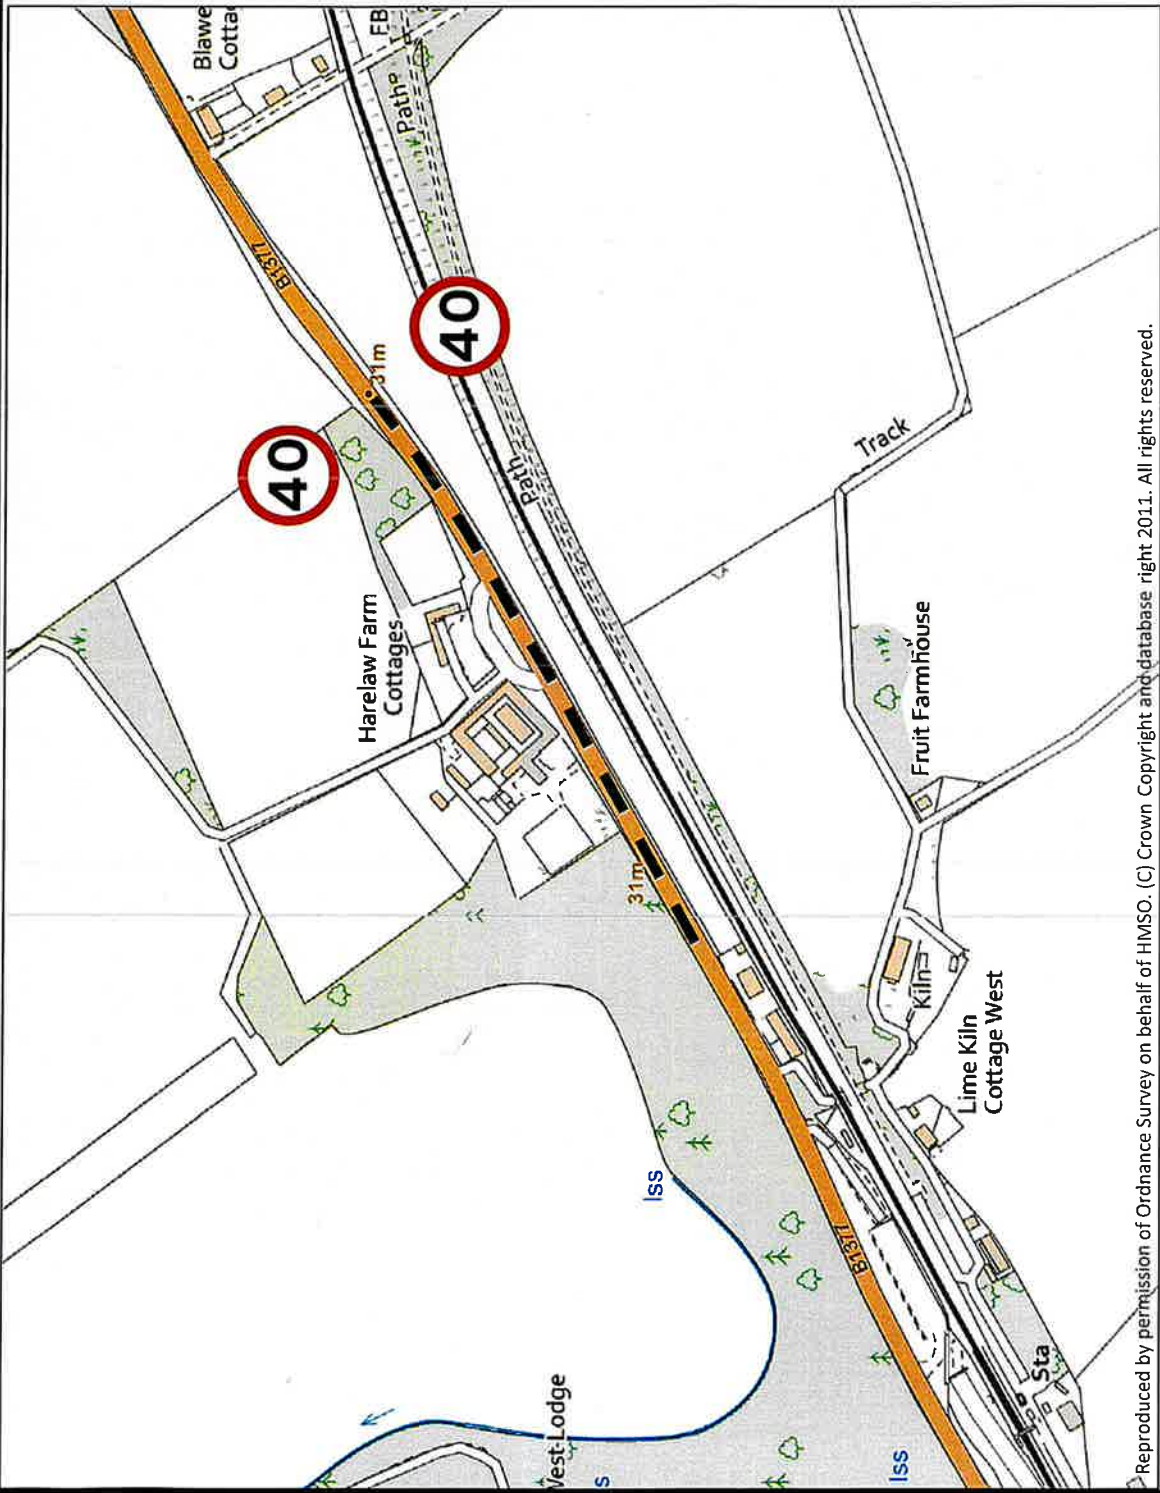 Blawe
Cottac
B1377
40
Harelaw Farm
Cottages
31m
FB
Path
40
Path
Vest Lodge
s
31m
Iss
B1377
Track
Iss
Fruit Farmhouse
Kiln
Lime Kiln
Cottage West
Sta
Reproduced by permission of Ordnance Survey on behalf of HMSO. (C) Crown Copyright and database right 2011. All rights reserved.